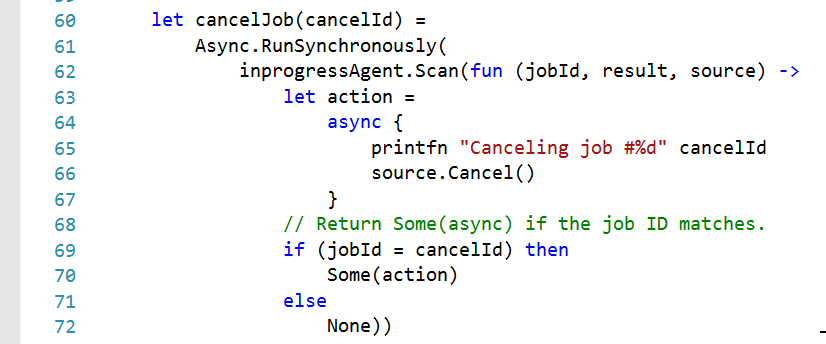 60 let cancelJob(cancelId) =
61 Async.RunSynchronously(
62 inprogressAgent.Scan(fun (jobId, result, source) ->
63 let action =
64 async {
65 printfn "Canceling job #%d" cancelId
66 source.Cancel()
67 }
68 // Return Some(async) if the job ID matches.
69 if (jobId = cancelId) then
70 Some(action)
71 else
72 None))